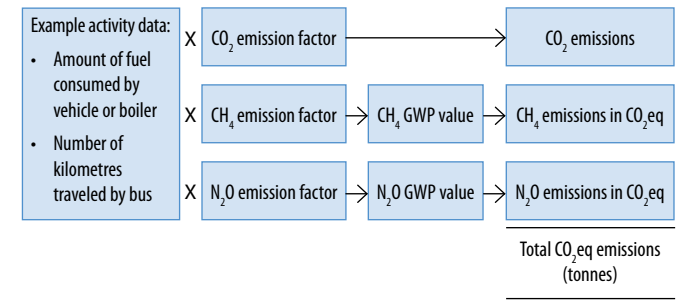 Example activity data:
• Amount of fuel
consumed by
vehicle or boiler
• Number of
kilometres
traveled by bus
X CO₂ emission factor CO₂ emissions
X CH₄ emission factor CH₄ GWP value CH₄ emissions in CO₂eq
X N₂O emission factor N₂O GWP value N₂O emissions in CO₂eq
Total CO₂eq emissions
(tonnes)